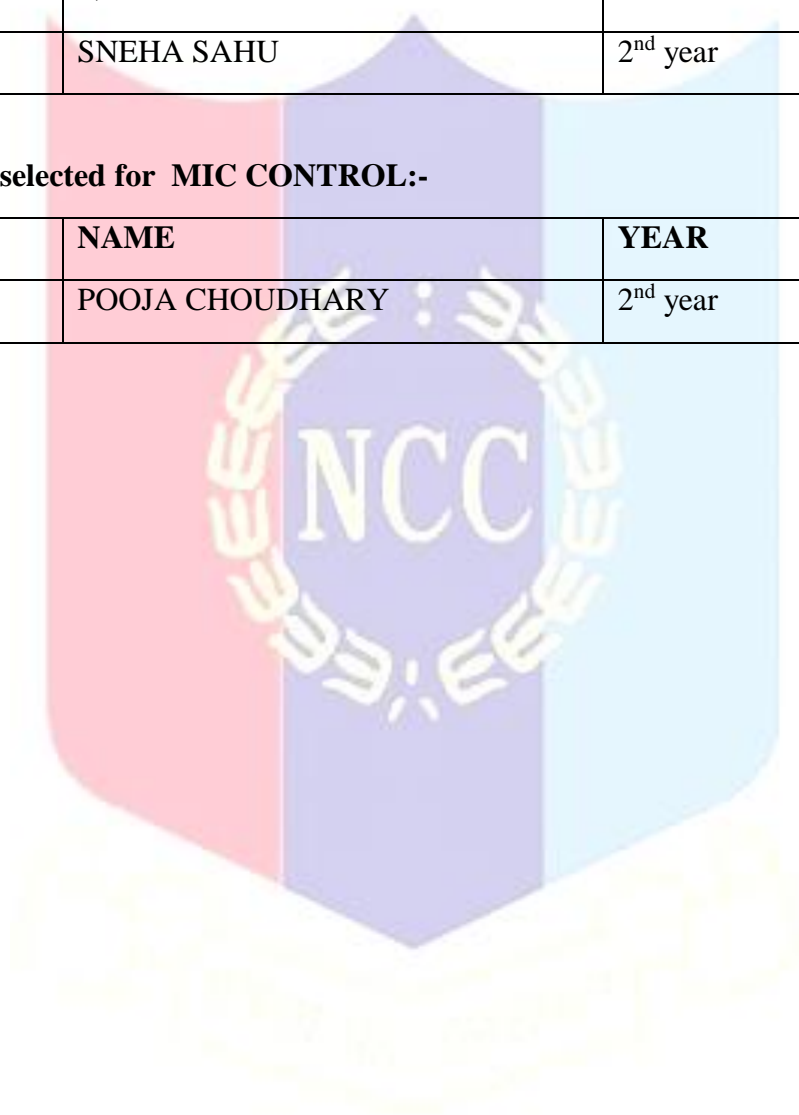 SNEHA SAHU 2nd year
selected for MIC CONTROL:-
NAME YEAR
POOJA CHOUDHARY 2nd year
NCC